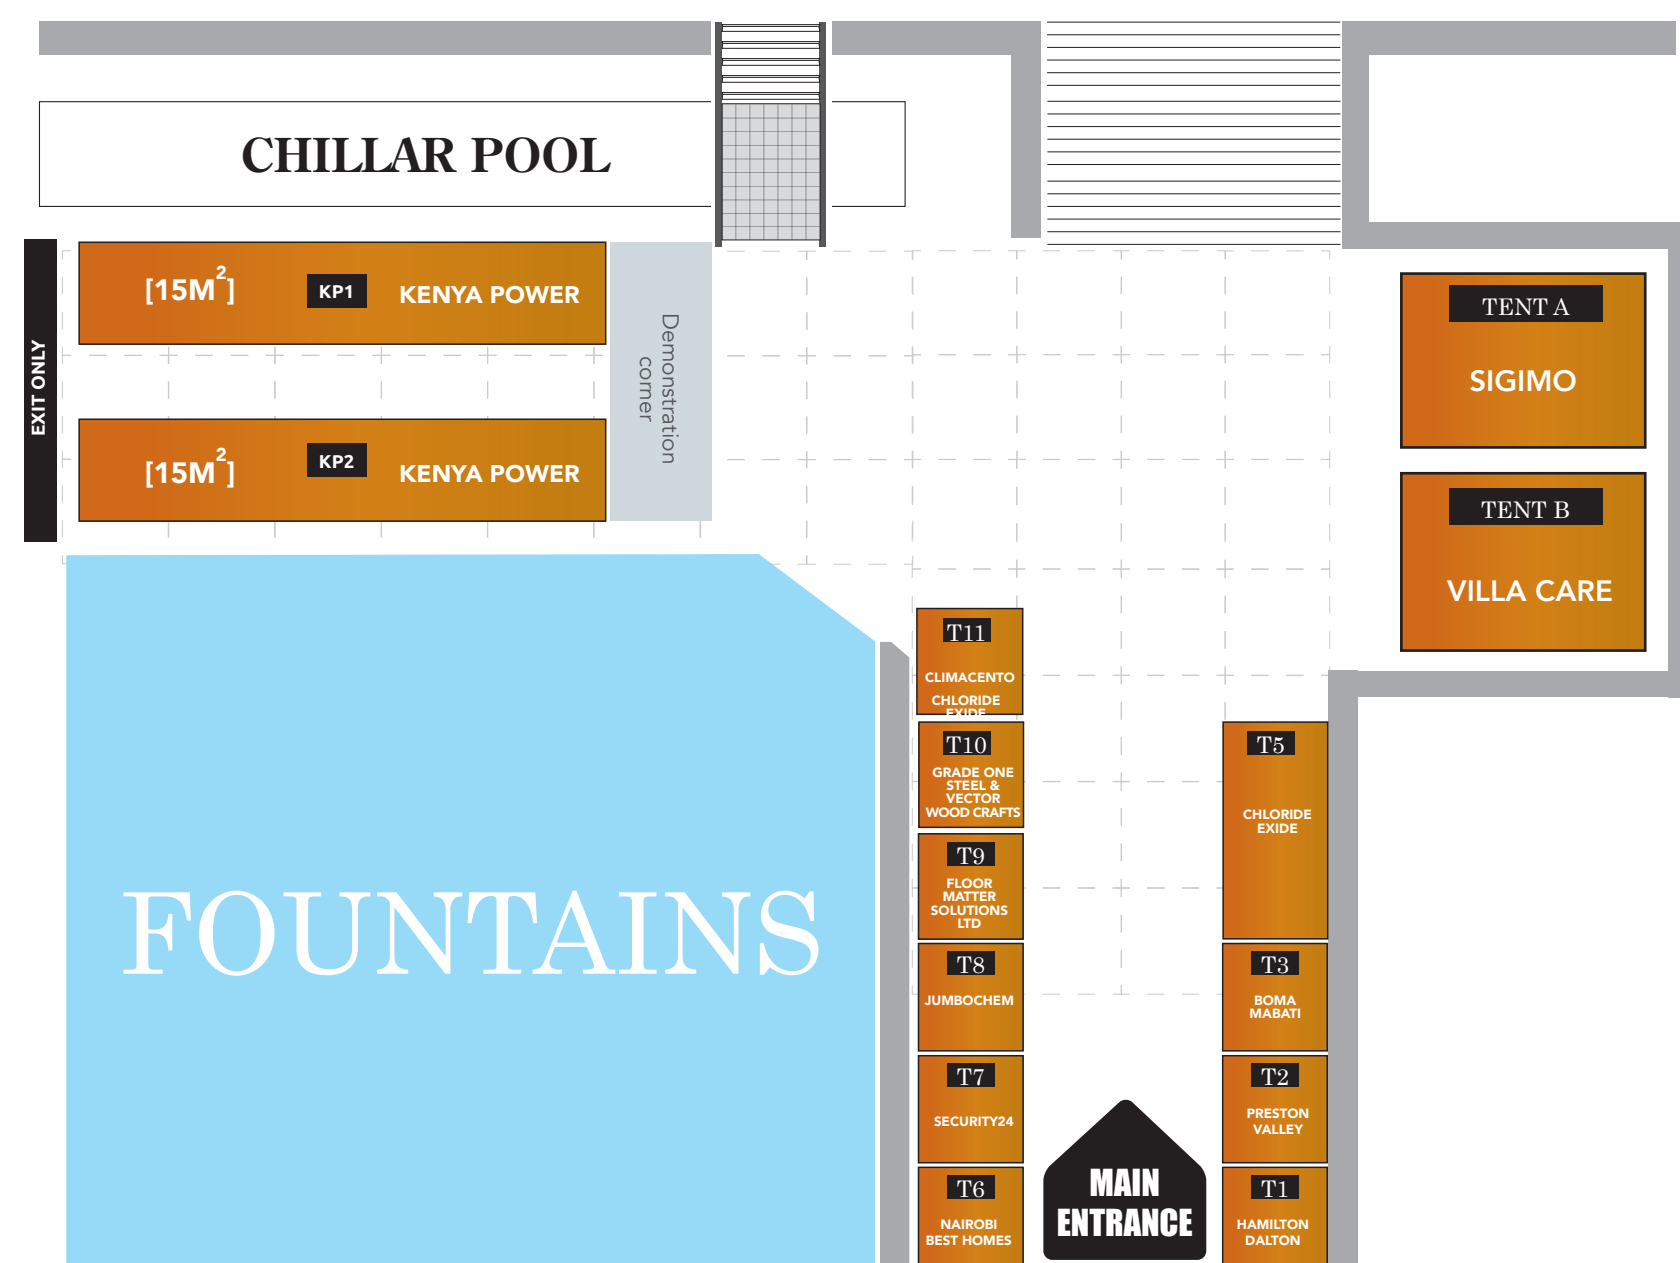 CHILLAR POOL
EXIT ONLY
[15M²]
KP1
KENYA POWER
[15M²]
KP2
KENYA POWER
Demonstration
corner
TENT A
SIGIMO
TENT B
VILLA CARE
FOUNTAINS
T11
CLIMACENTO
CHLORIDE
EXIDE
T10
GRADE ONE
STEEL &
VECTOR
WOOD CRAFTS
T9
FLOOR
MATTER
SOLUTIONS
LTD
T8
JUMBOCHEM
T7
SECURITY24
T6
NAIROBI
BEST HOMES
T5
CHLORIDE
EXIDE
T3
BOMA
MABATI
T2
PRESTON
VALLEY
T1
HAMILTON
DALTON
MAIN
ENTRANCE